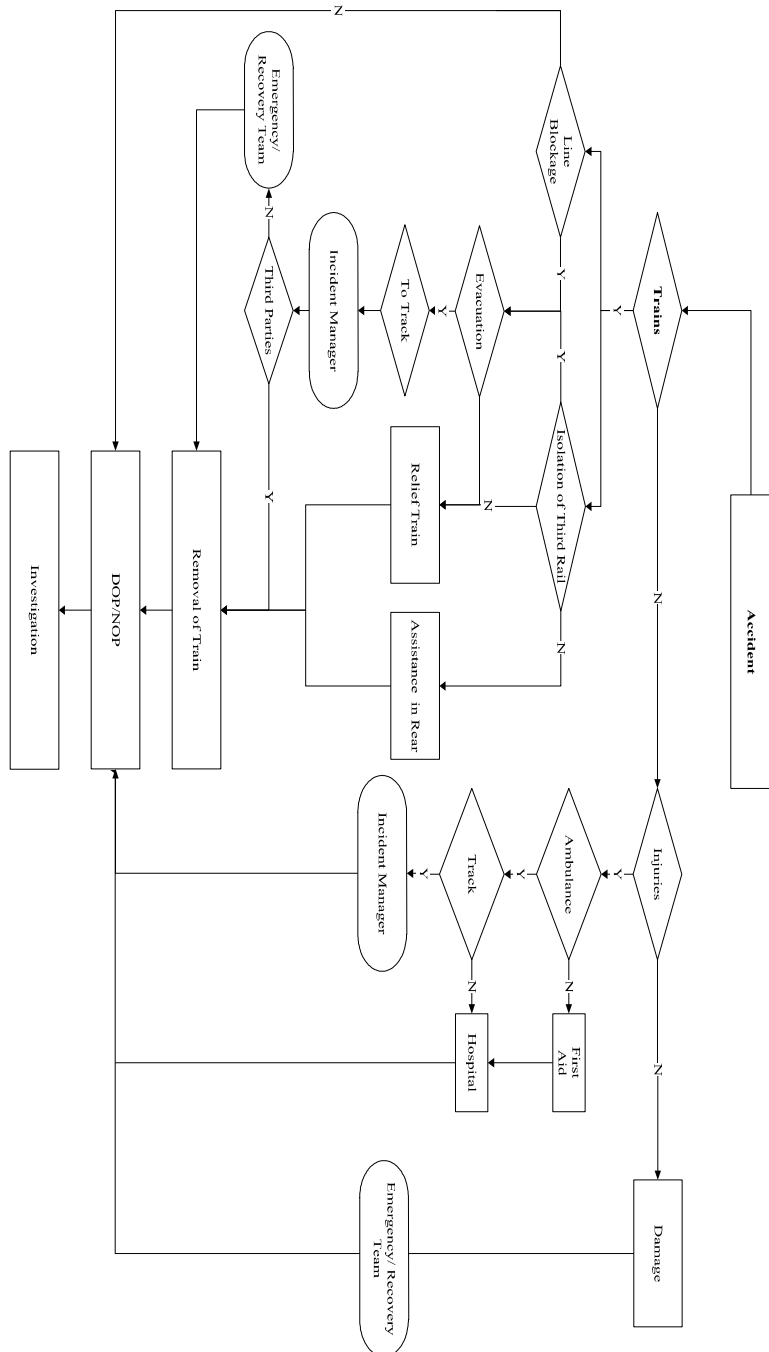 Accident
Trains
N
Injuries
N
Damage
Y
Y
Line
Blockage
Y
Y
Isolation of Third Rail
N
N
Ambulance
N
First
Aid
Evacuation
Y
Y
Track
N
Hospital
To Track
Relief Train
Assistance in Rear
Y
Incident Manager
Incident Manager
Emergency/ Recovery
Team
Emergency/
Recovery Team
N
Third Parties
Y
Removal of Train
N
DOP/NOP
Investigation